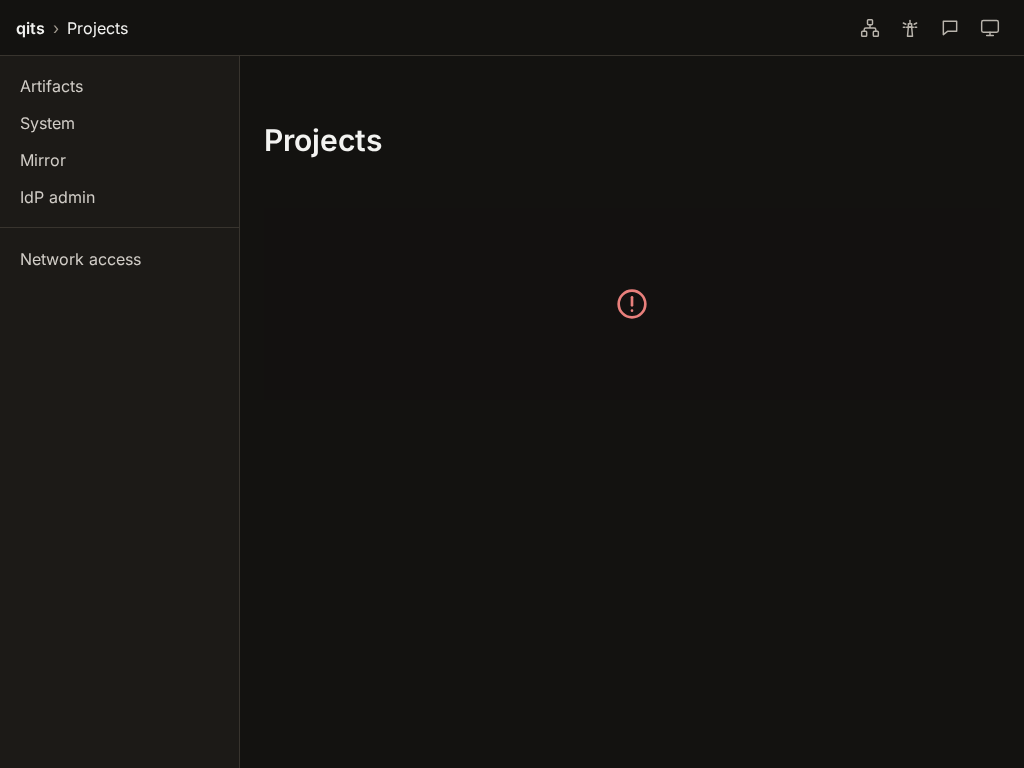 qits › Projects
Artifacts
System
Mirror
IdP admin
Network access
Projects